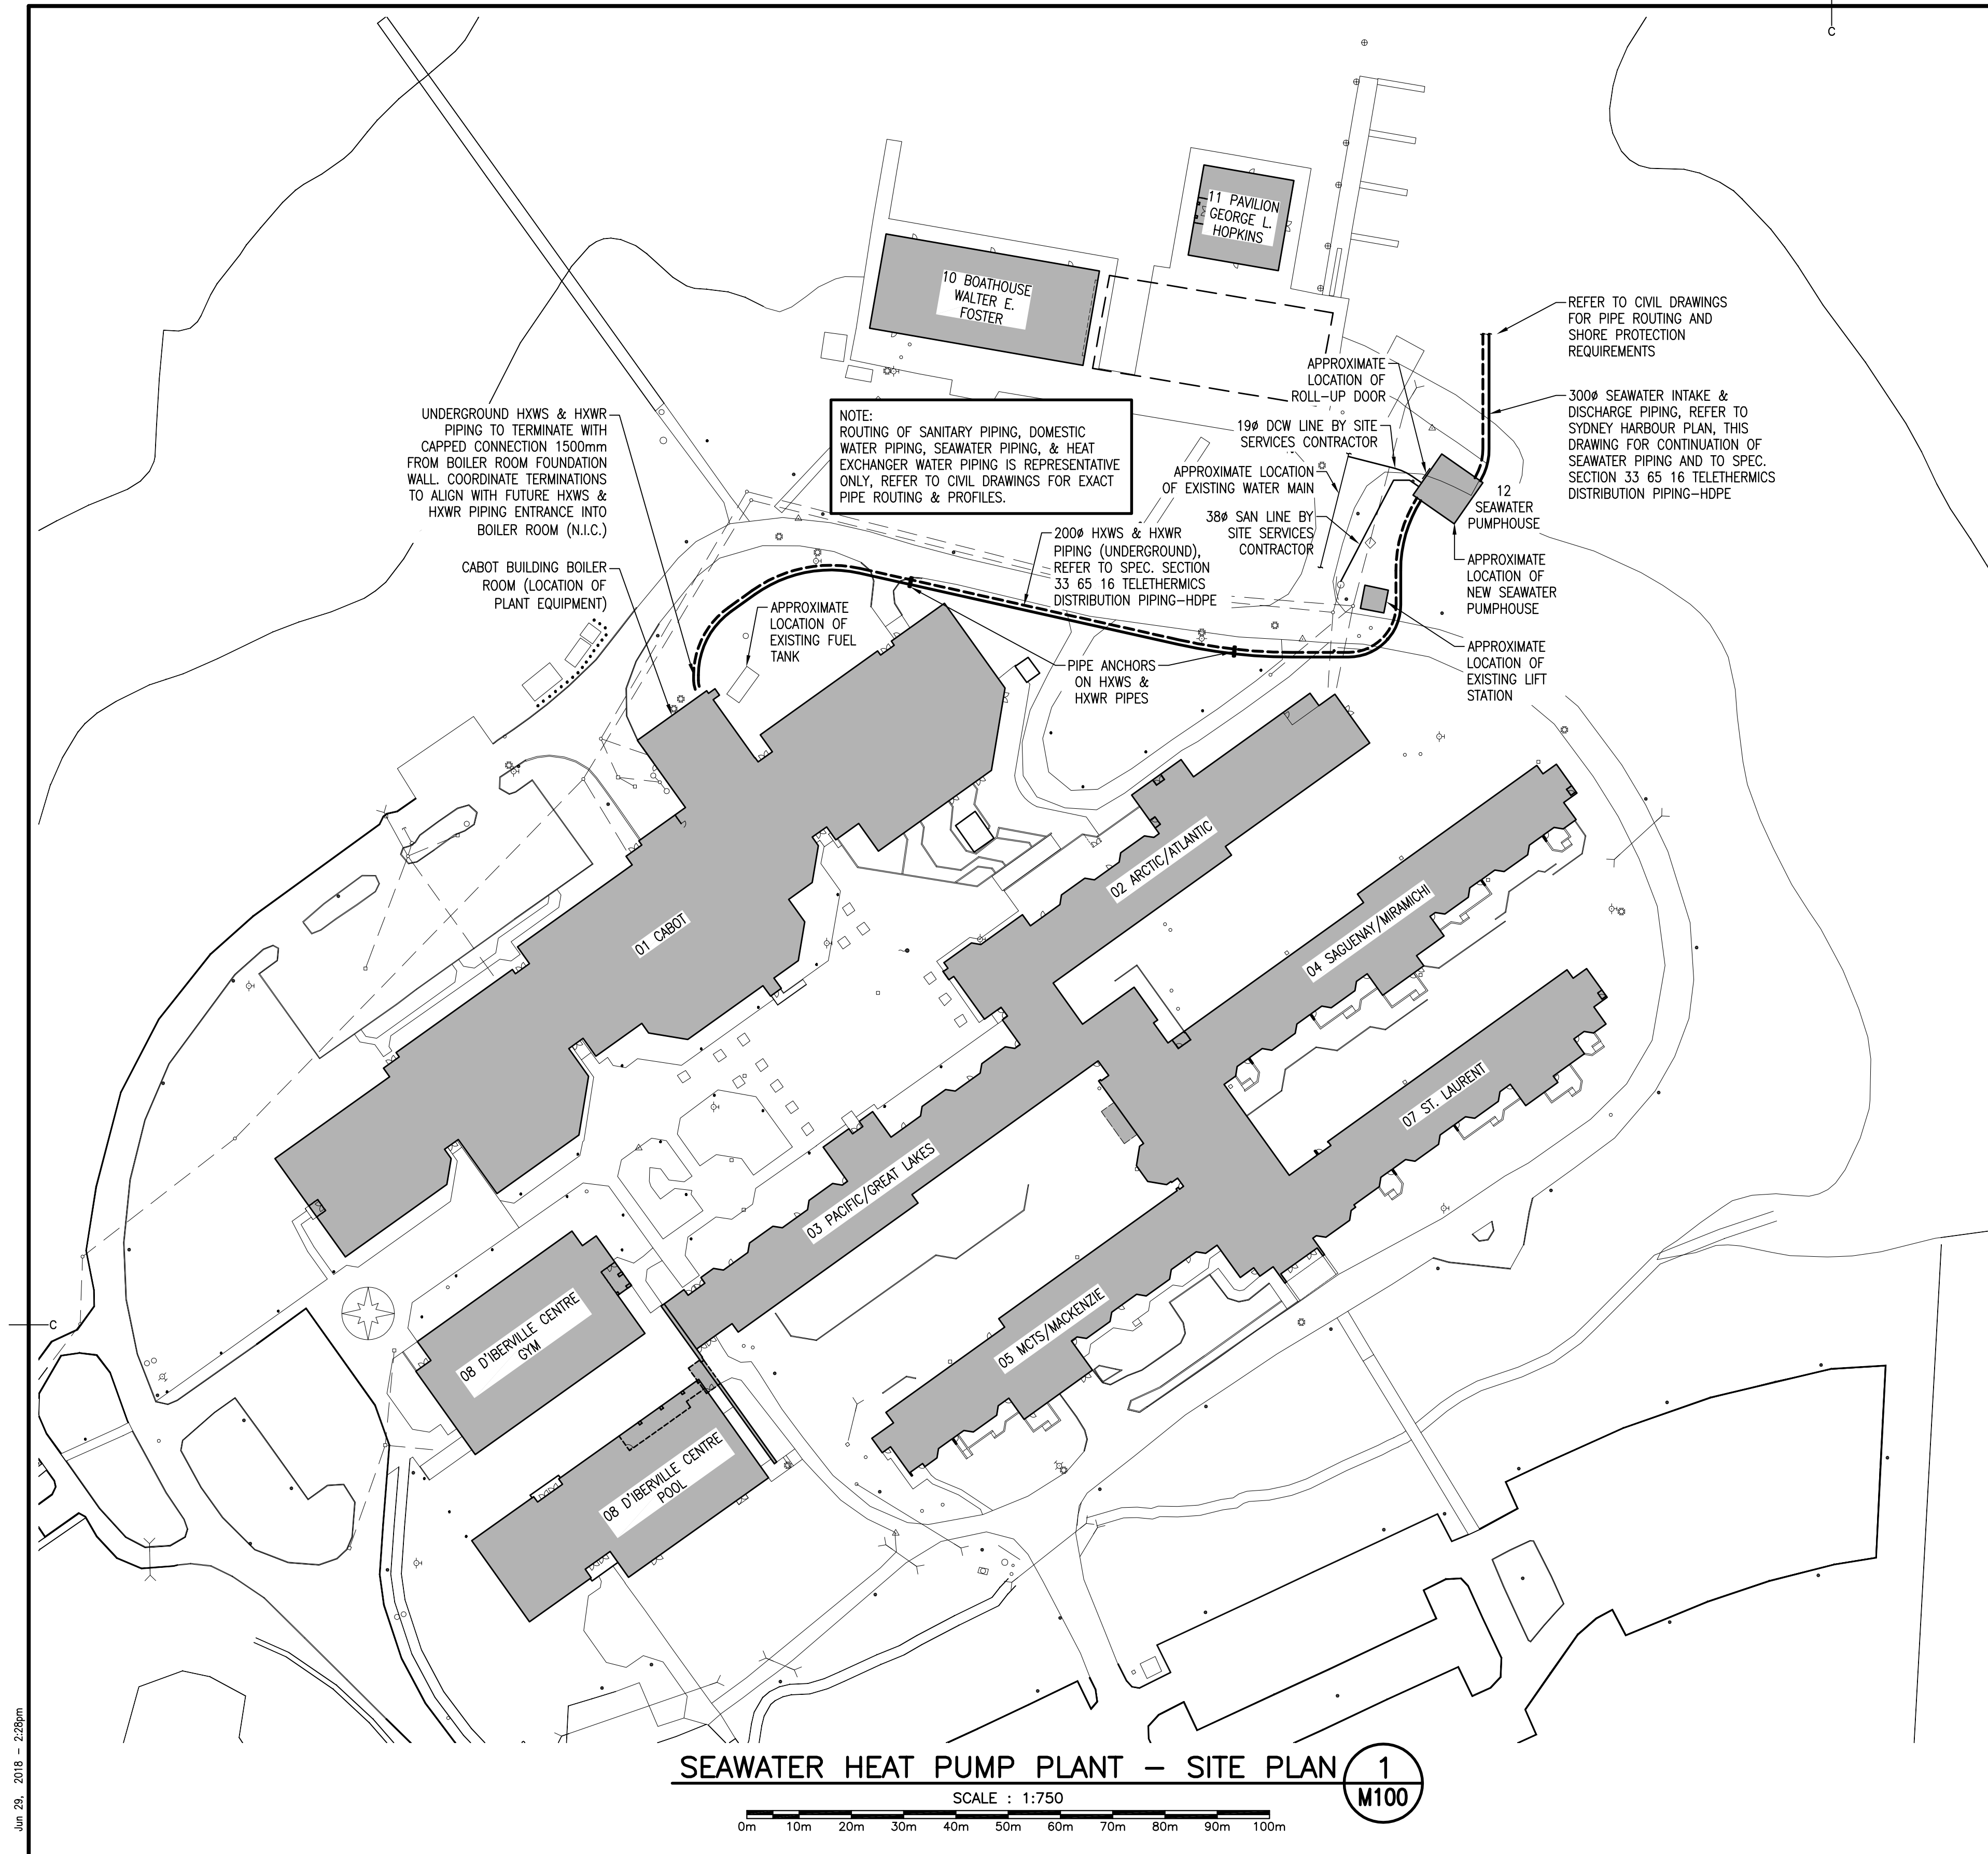 C
11 PAVILION
GEORGE L.
HOPKINS
10 BOATHOUSE
WALTER E.
FOSTER
REFER TO CIVIL DRAWINGS
FOR PIPE ROUTING AND
SHORE PROTECTION
REQUIREMENTS
APPROXIMATE
LOCATION OF
ROLL-UP DOOR
300ø SEAWATER INTAKE &
DISCHARGE PIPING, REFER TO
SYDNEY HARBOUR PLAN, THIS
DRAWING FOR CONTINUATION OF
SEAWATER PIPING AND TO SPEC.
SECTION 33 65 16 TELETHERMICS
DISTRIBUTION PIPING-HDPE
UNDERGROUND HXWS & HXWR
PIPING TO TERMINATE WITH
CAPPED CONNECTION 1500mm
FROM BOILER ROOM FOUNDATION
WALL. COORDINATE TERMINATIONS
TO ALIGN WITH FUTURE HXWS &
HXWR PIPING ENTRANCE INTO
BOILER ROOM (N.I.C.)
NOTE:
ROUTING OF SANITARY PIPING, DOMESTIC
WATER PIPING, SEAWATER PIPING, & HEAT
EXCHANGER WATER PIPING IS REPRESENTATIVE
ONLY, REFER TO CIVIL DRAWINGS FOR EXACT
PIPE ROUTING & PROFILES.
19ø DCW LINE BY SITE
SERVICES CONTRACTOR
APPROXIMATE LOCATION
OF EXISTING WATER MAIN
38ø SAN LINE BY
SITE SERVICES
CONTRACTOR
12
SEAWATER
PUMPHOUSE
200ø HXWS & HXWR
PIPING (UNDERGROUND),
REFER TO SPEC. SECTION
33 65 16 TELETHERMICS
DISTRIBUTION PIPING-HDPE
APPROXIMATE
LOCATION OF
NEW SEAWATER
PUMPHOUSE
CABOT BUILDING BOILER
ROOM (LOCATION OF
PLANT EQUIPMENT)
APPROXIMATE
LOCATION OF
EXISTING FUEL
TANK
PIPE ANCHORS
ON HXWS &
HXWR PIPES
APPROXIMATE
LOCATION OF
EXISTING LIFT
STATION
02 ARCTIC/ATLANTIC
01 CABOT
04 SAGUENAY/MIRAMICHI
07 ST. LAURENT
03 PACIFIC/GREAT LAKES
05 MCTS/MACKENZIE
C
08 D'IBERVILLE CENTRE
GYM
08 D'IBERVILLE CENTRE
POOL
Jun 29, 2018 - 2:28pm
SEAWATER HEAT PUMP PLANT - SITE PLAN
1
M100
SCALE : 1:750
0m 10m 20m 30m 40m 50m 60m 70m 80m 90m 100m